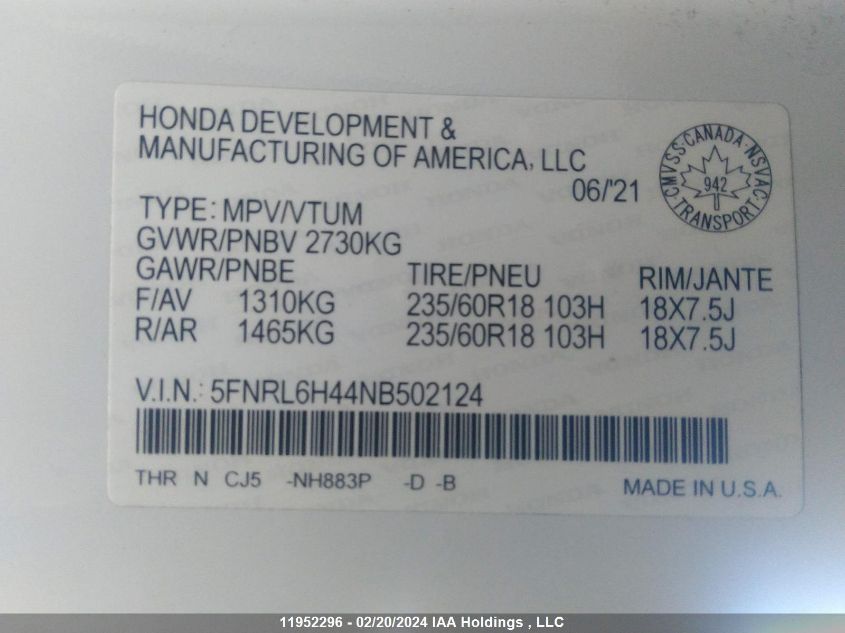 HONDA DEVELOPMENT &
MANUFACTURING OF AMERICA, LLC
06/'21
CMVSS·CANADA·NSVAC
942
TRANSPORT
TYPE: MPV/VTUM
GVWR/PNBV 2730KG
GAWR/PNBE TIRE/PNEU RIM/JANTE
F/AV 1310KG 235/60R18 103H 18X7.5J
R/AR 1465KG 235/60R18 103H 18X7.5J
V.I.N.: 5FNRL6H44NB502124
THR N CJ5 -NH883P -D -B MADE IN U.S.A.
11952296 - 02/20/2024 IAA Holdings , LLC